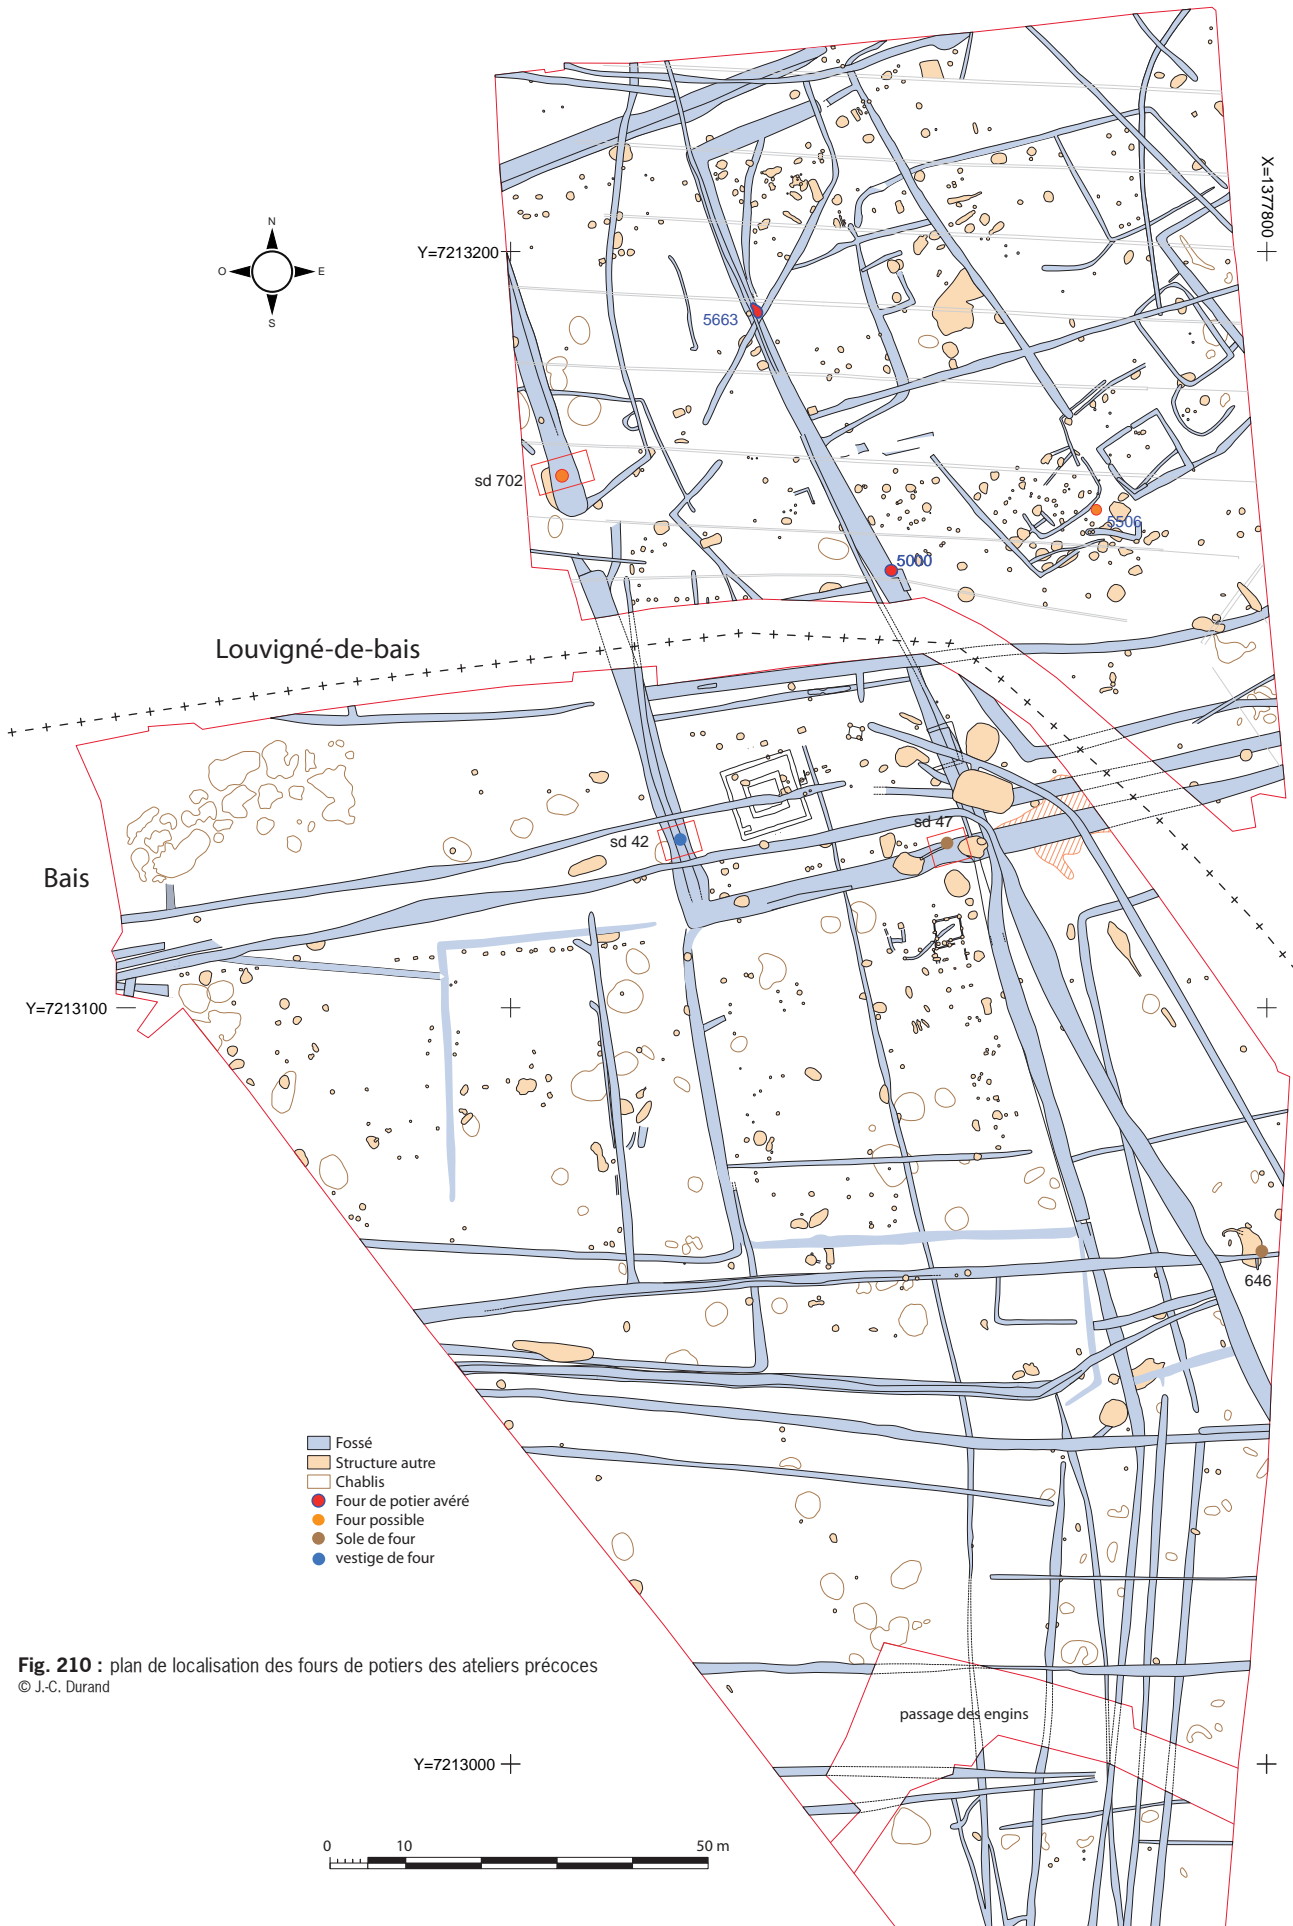 X=1377800
N
O
E
S
Y=7213200
5663
sd 702
5506
5000
Louvigné-de-bais
sd 47
sd 42
Bais
Y=7213100
646
Fossé
Structure autre
Chablis
Four de potier avéré
Four possible
Sole de four
vestige de four
Fig. 210 : plan de localisation des fours de potiers des ateliers précoces
© J.-C. Durand
passage des engins
Y=7213000
0 10 50 m